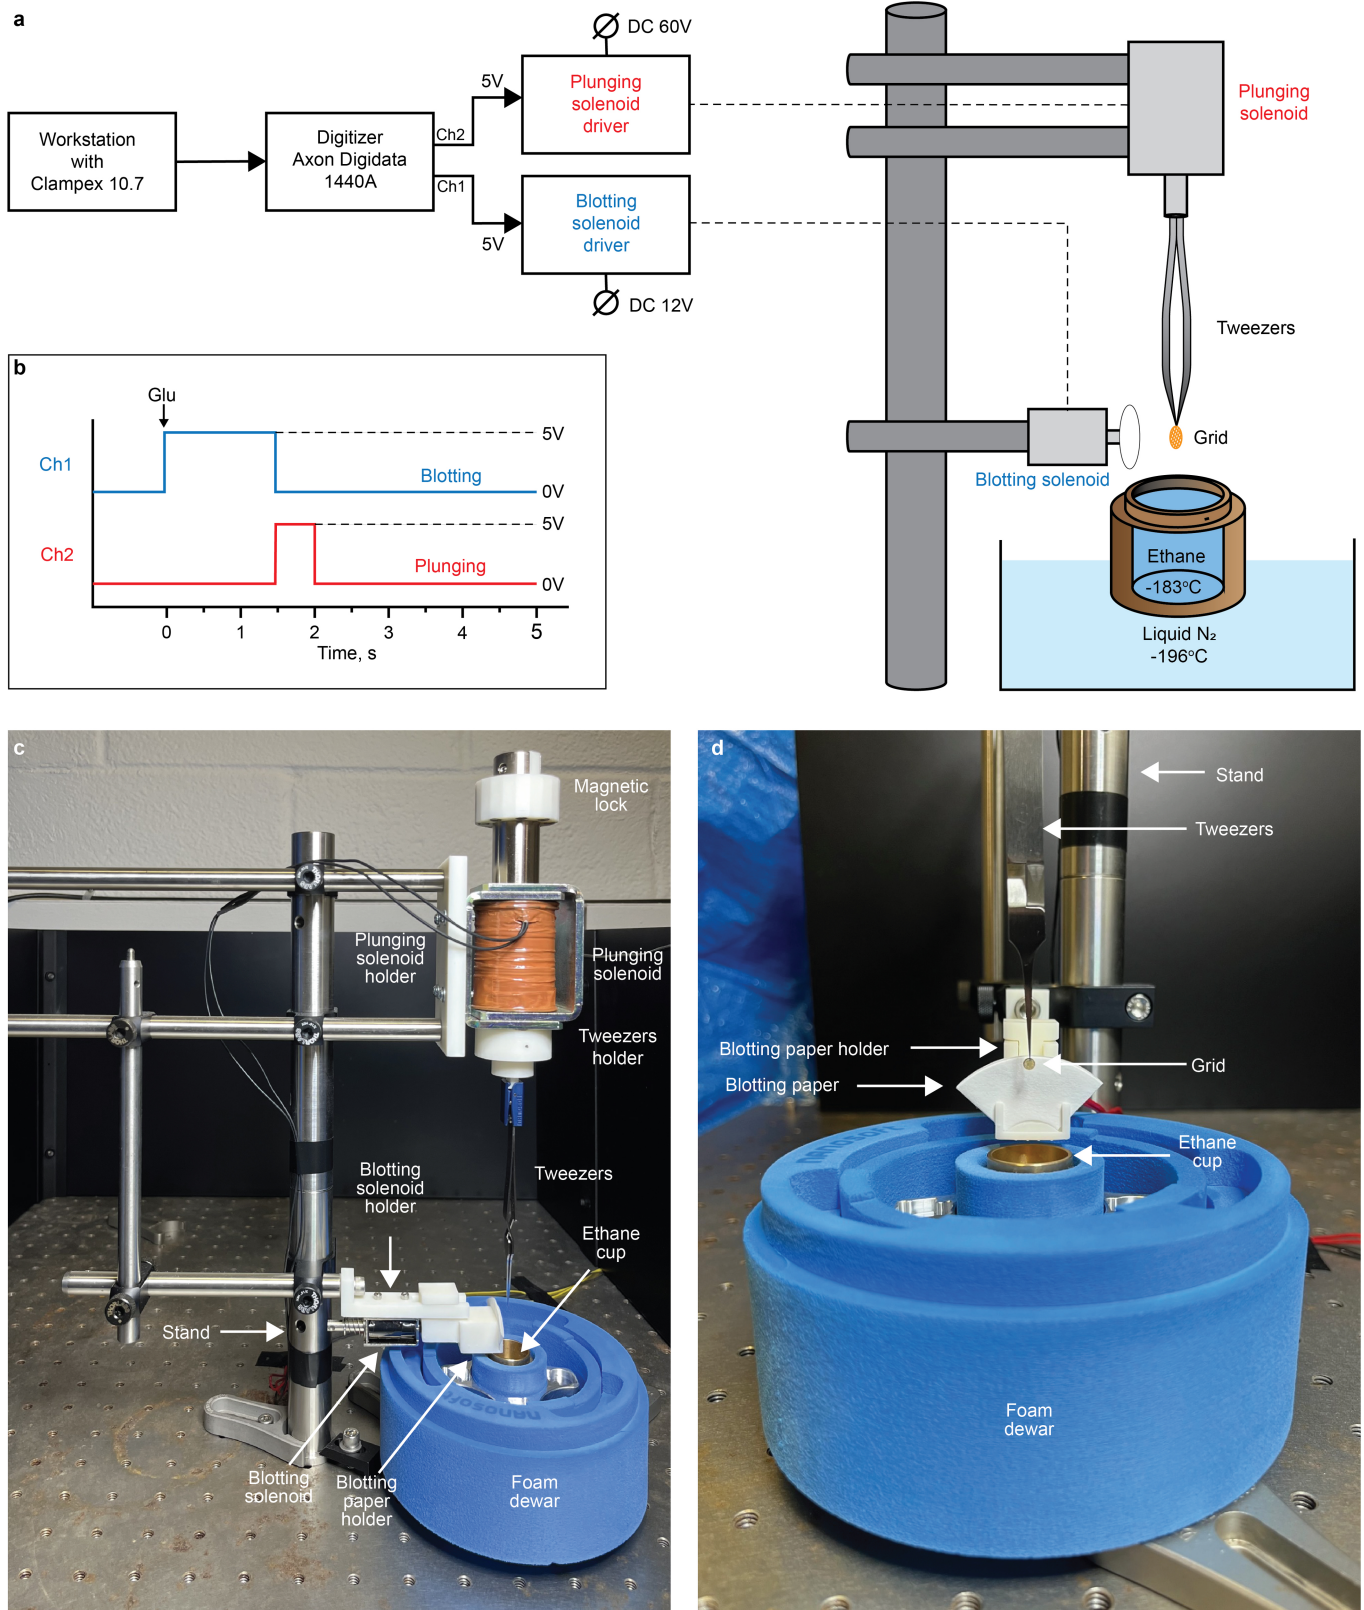 a
Workstation
with
Clampex 10.7
Digitizer
Axon Digidata
1440A
Ch2
Ch1
5V
5V
DC 60V
Plunging
solenoid
driver
Blotting
solenoid
driver
DC 12V
Plunging
solenoid
Tweezers
Grid
Blotting solenoid
Ethane
-183°C
Liquid N₂
-196°C
b
Glu
Ch1
5V
Blotting
0V
Ch2
5V
Plunging
0V
0 1 2 3 4 5
Time, s
c
Magnetic
lock
Plunging
solenoid
holder
Plunging
solenoid
Tweezers
holder
Tweezers
Blotting
solenoid
holder
Ethane
cup
Stand
nanosoft
Blotting
solenoid
Blotting
paper
holder
Foam
dewar
d
Stand
Tweezers
Blotting paper holder
Grid
Blotting paper
nanosoft
Ethane
cup
Foam
dewar